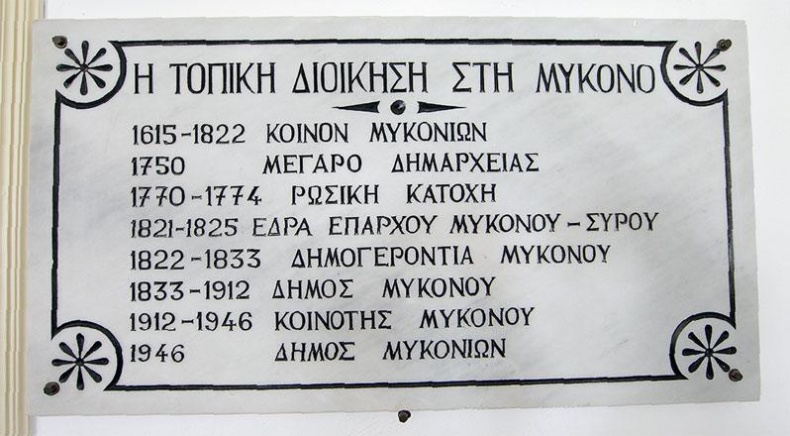 Η ΤΟΠΙΚΗ ΔΙΟΙΚΗΣΗ ΣΤΗ ΜΥΚΟΝΟ
1615-1822 ΚΟΙΝΟΝ ΜΥΚΟΝΙΩΝ
1750 ΜΕΓΑΡΟ ΔΗΜΑΡΧΕΙΑΣ
1770-1774 ΡΩΣΙΚΗ ΚΑΤΟΧΗ
1821-1825 ΕΔΡΑ ΕΠΑΡΧΟΥ ΜΥΚΟΝΟΥ-ΣΥΡΟΥ
1822-1833 ΔΗΜΟΓΕΡΟΝΤΙΑ ΜΥΚΟΝΟΥ
1833-1912 ΔΗΜΟΣ ΜΥΚΟΝΟΥ
1912-1946 ΚΟΙΝΟΤΗΣ ΜΥΚΟΝΟΥ
1946 ΔΗΜΟΣ ΜΥΚΟΝΙΩΝ